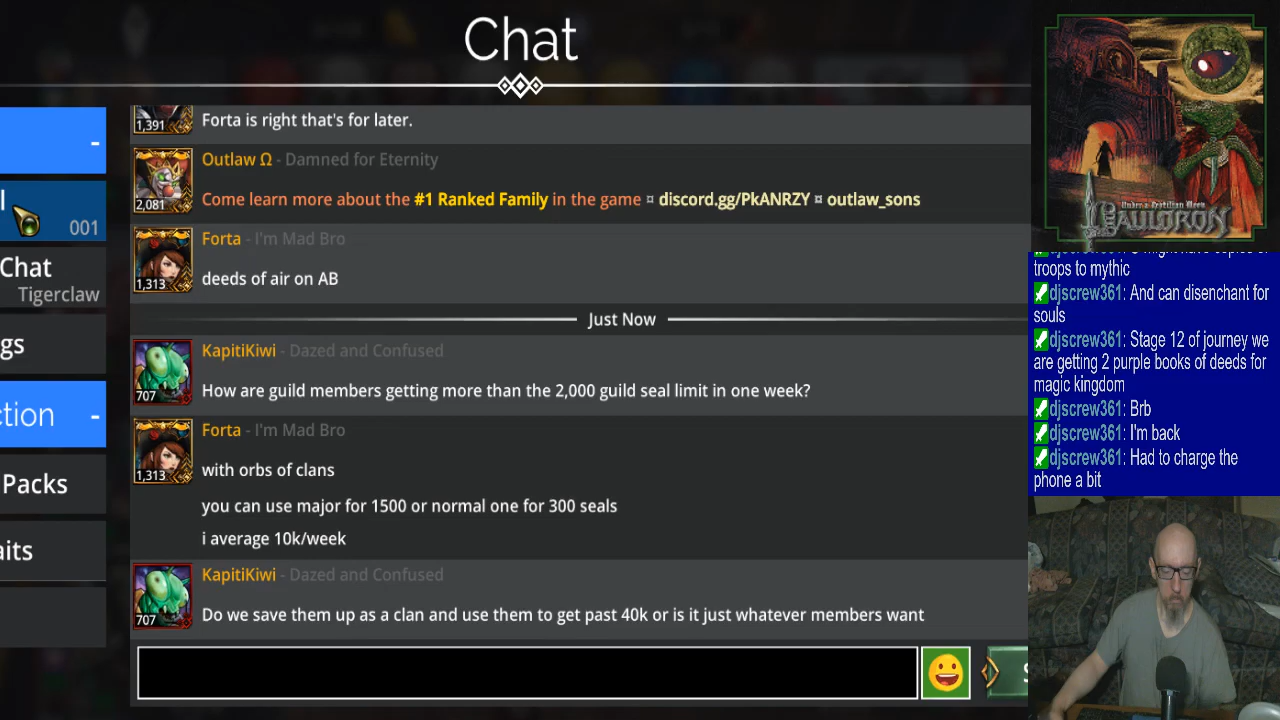 Chat
-
l
001
Chat
Tigerclaw
gs
ction -
Packs
aits
1,391
Forta is right that's for later.
Outlaw Ω - Damned for Eternity
2,081
Come learn more about the #1 Ranked Family in the game ¤ discord.gg/PkANRZY ¤ outlaw_sons
Forta - I'm Mad Bro
1,313
deeds of air on AB
Just Now
KapitiKiwi - Dazed and Confused
707
How are guild members getting more than the 2,000 guild seal limit in one week?
Forta - I'm Mad Bro
1,313
with orbs of clans
you can use major for 1500 or normal one for 300 seals
i average 10k/week
KapitiKiwi - Dazed and Confused
707
Do we save them up as a clan and use them to get past 40k or is it just whatever members want
S
Under a Reptilian Moon
Cauldron
troops to mythic
djscrew361: And can disenchant for
souls
djscrew361: Stage 12 of journey we
are getting 2 purple books of deeds for
magic kingdom
djscrew361: Brb
djscrew361: I'm back
djscrew361: Had to charge the
phone a bit